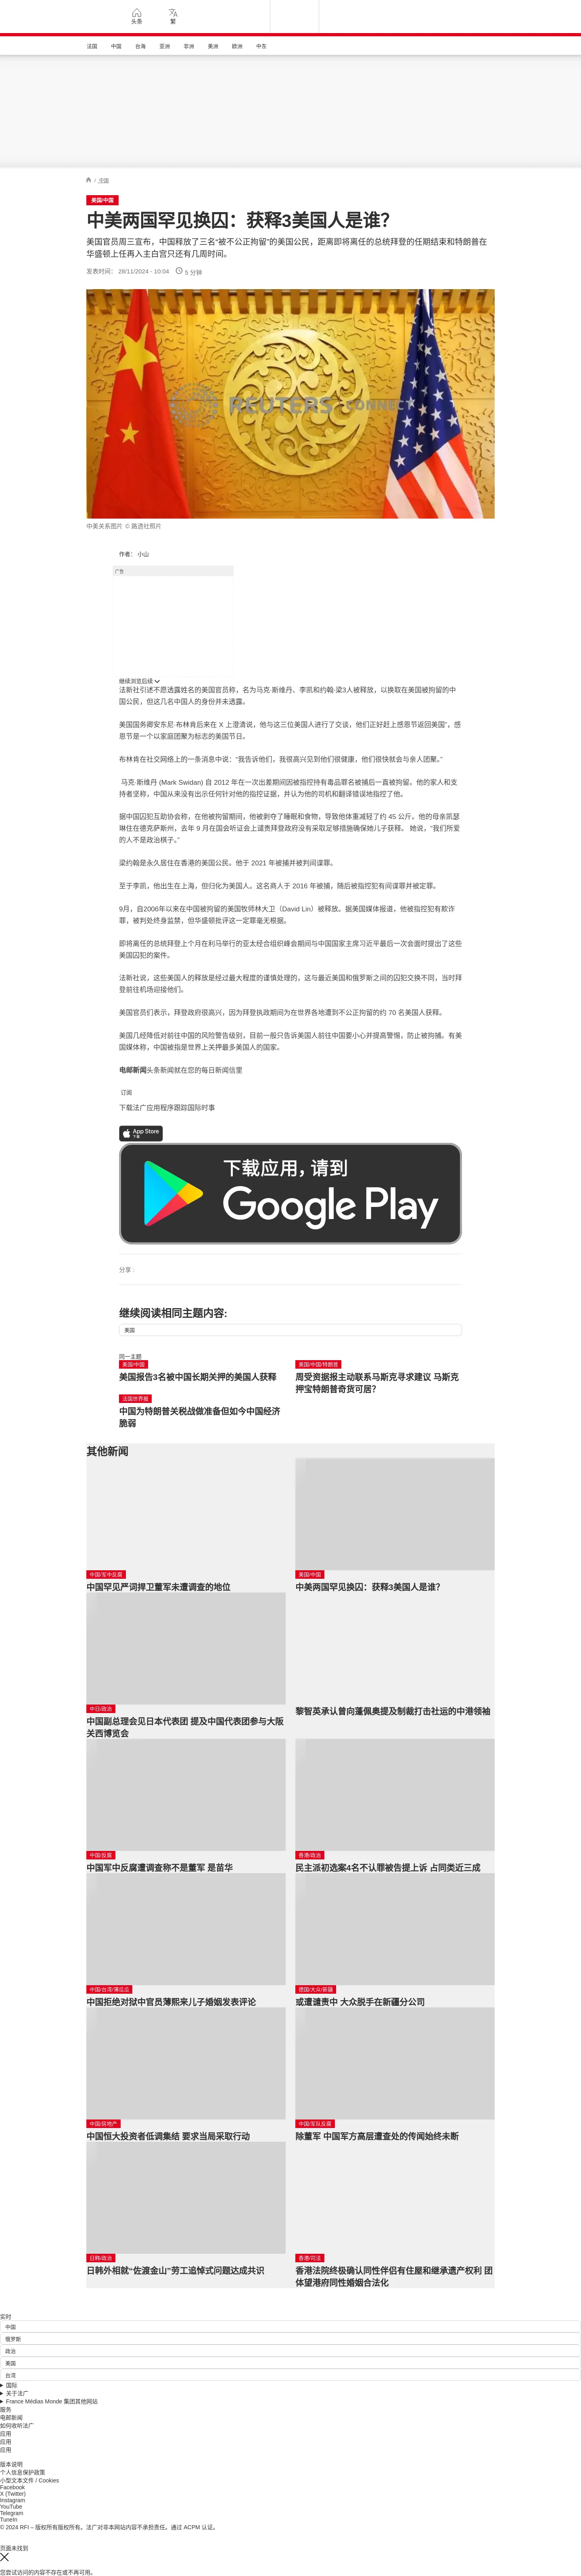 头条
繁
法国
中国
台海
亚洲
非洲
美洲
欧洲
中东
/ 中国
美国/中国
中美两国罕见换囚：获释3美国人是谁？
美国官员周三宣布，中国释放了三名“被不公正拘留”的美国公民，距离即将离任的总统拜登的任期结束和特朗普在
华盛顿上任再入主白宫只还有几周时间。
发表时间： 28/11/2024 - 10:04 5 分钟
REUTERS CONNECT
中美关系图片 © 路透社照片
作者： 小山
广告
继续浏览后续
法新社引述不愿透露姓名的美国官员称，名为马克·斯维丹、李凯和约翰·梁3人被释放，以换取在美国被拘留的中
国公民，但这几名中国人的身份并未透露。
美国国务卿安东尼·布林肯后来在 X 上澄清说，他与这三位美国人进行了交谈，他们正好赶上感恩节返回美国”，感
恩节是一个以家庭团聚为标志的美国节日。
布林肯在社交网络上的一条消息中说：“我告诉他们，我很高兴见到他们很健康，他们很快就会与亲人团聚。”
马克·斯维丹 (Mark Swidan) 自 2012 年在一次出差期间因被指控持有毒品罪名被捕后一直被拘留。他的家人和支
持者坚称，中国从来没有出示任何针对他的指控证据，并认为他的司机和翻译错误地指控了他。
据中国囚犯互助协会称，在他被拘留期间，他被剥夺了睡眠和食物，导致他体重减轻了约 45 公斤。他的母亲凯瑟
琳住在德克萨斯州，去年 9 月在国会听证会上谴责拜登政府没有采取足够措施确保她儿子获释。 她说，“我们所爱
的人不是政治棋子。”
梁约翰是永久居住在香港的美国公民。他于 2021 年被捕并被判间谍罪。
至于李凯，他出生在上海，但归化为美国人。这名商人于 2016 年被捕，随后被指控犯有间谍罪并被定罪。
9月，自2006年以来在中国被拘留的美国牧师林大卫（David Lin）被释放。据美国媒体报道，他被指控犯有欺诈
罪，被判处终身监禁，但华盛顿批评这一定罪毫无根据。
即将离任的总统拜登上个月在利马举行的亚太经合组织峰会期间与中国国家主席习近平最后一次会面时提出了这些
美国囚犯的案件。
法新社说，这些美国人的释放是经过最大程度的谨慎处理的，这与最近美国和俄罗斯之间的囚犯交换不同，当时拜
登前往机场迎接他们。
美国官员们表示，拜登政府很高兴，因为拜登执政期间为在世界各地遭到不公正拘留的约 70 名美国人获释。
美国几经降低对前往中国的风险警告级别，目前一般只告诉美国人前往中国要小心并提高警惕，防止被拘捕。有美
国媒体称，中国被指是世界上关押最多美国人的国家。
电邮新闻头条新闻就在您的每日新闻信里
订阅
下载法广应用程序跟踪国际时事
App Store
下载
下载应用，请到
Google Play
分享 :
继续阅读相同主题内容:
美国
同一主题
美国/中国
美国报告3名被中国长期关押的美国人获释
美国/中国/特朗普
周受资据报主动联系马斯克寻求建议 马斯克
押宝特朗普奇货可居？
法国世界报
中国为特朗普关税战做准备但如今中国经济
脆弱
其他新闻
中国/军中反腐
中国罕见严词捍卫董军未遭调查的地位
美国/中国
中美两国罕见换囚：获释3美国人是谁？
中日/政治
中国副总理会见日本代表团 提及中国代表团参与大阪
关西博览会
黎智英承认曾向蓬佩奥提及制裁打击社运的中港领袖
中国/反腐
中国军中反腐遭调查称不是董军 是苗华
香港/政治
民主派初选案4名不认罪被告提上诉 占同类近三成
中国/台湾/薄瓜瓜
中国拒绝对狱中官员薄熙来儿子婚姻发表评论
德国/大众/新疆
或遭谴责中 大众脱手在新疆分公司
中国/房地产
中国恒大投资者低调集结 要求当局采取行动
中国/军队反腐
除董军 中国军方高层遭查处的传闻始终未断
日韩/政治
日韩外相就“佐渡金山”劳工追悼式问题达成共识
香港/司法
香港法院终极确认同性伴侣有住屋和继承遗产权利 团
体望港府同性婚姻合法化
实时
中国
俄罗斯
政治
美国
台湾
国际
关于法广
France Médias Monde 集团其他网站
服务
电邮新闻
如何收听法广
应用
应用
应用
版本说明
个人信息保护政策
小型文本文件 / Cookies
Facebook
X (Twitter)
Instagram
YouTube
Telegram
TuneIn
© 2024 RFI – 版权所有版权所有。法广对非本网站内容不承担责任。通过 ACPM 认证。
页面未找到
您尝试访问的内容不存在或不再可用。